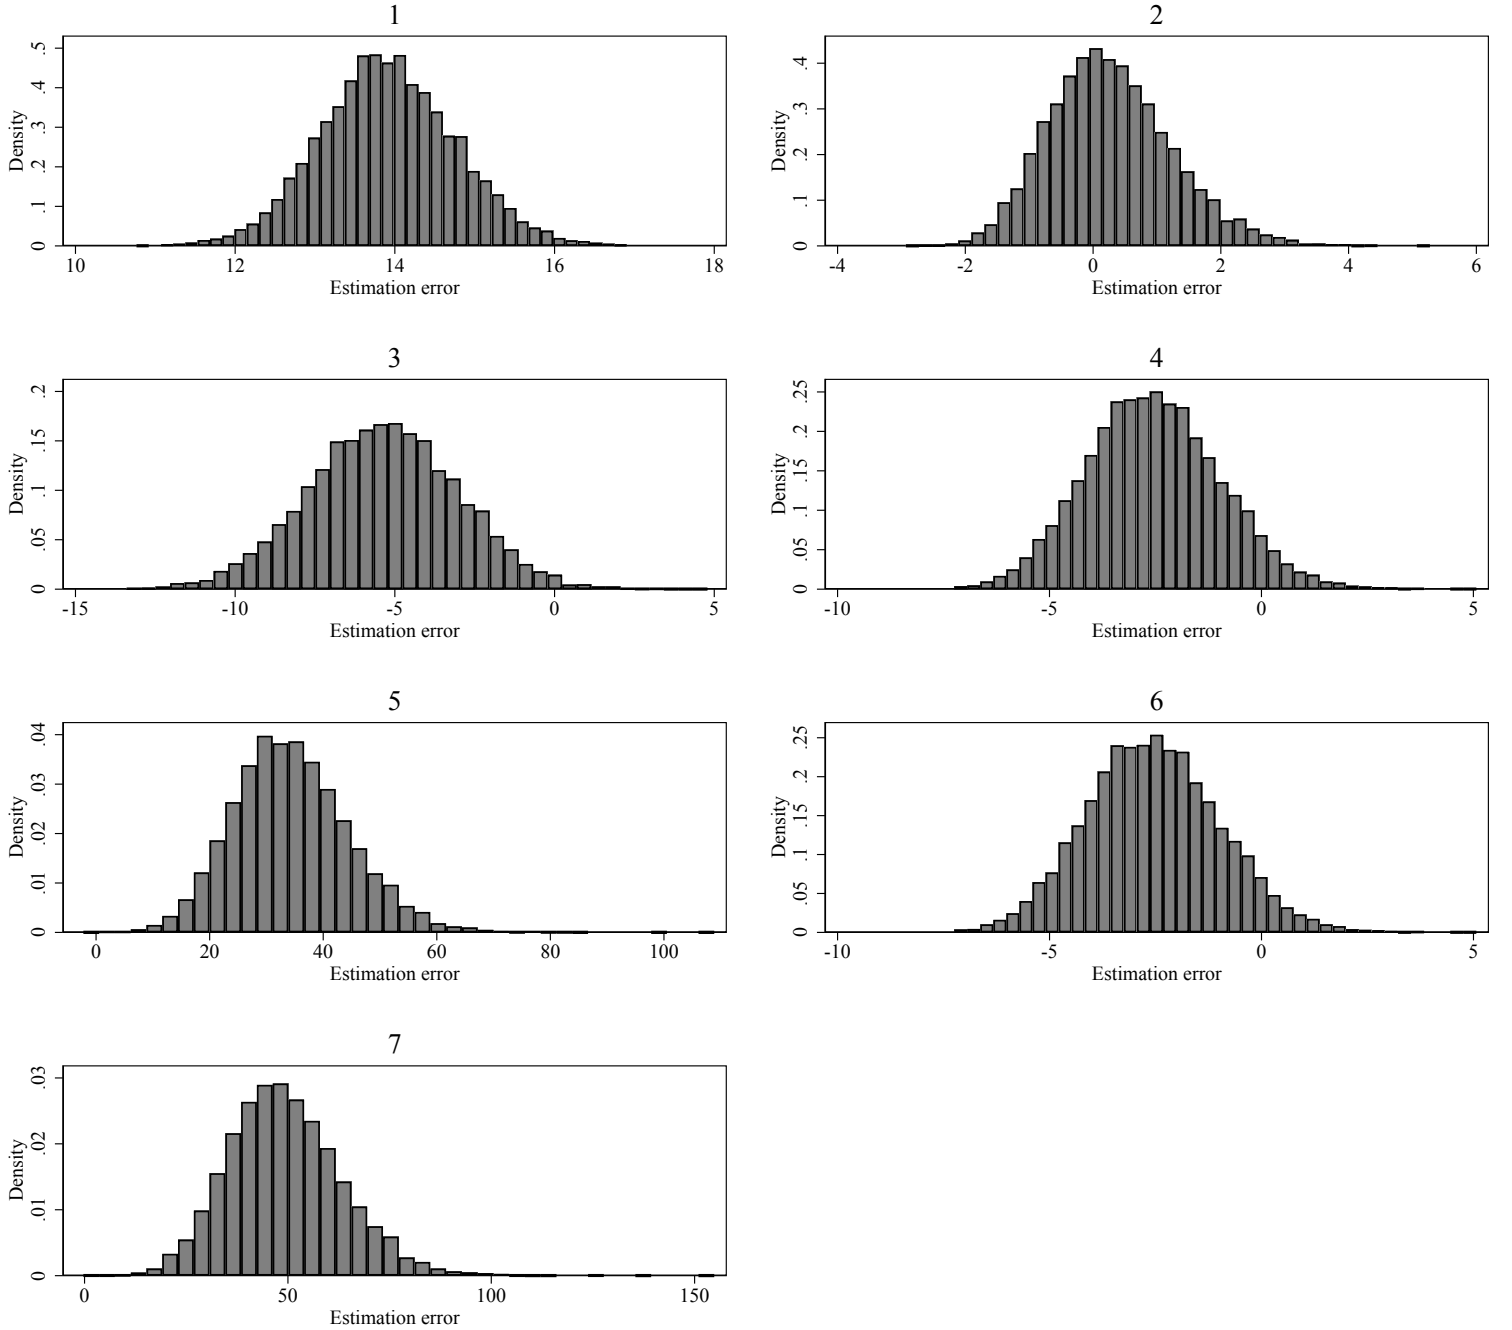 1
Density
0 .1 .2 .3 .4 .5
10 12 14 16 18
Estimation error
2
Density
0 .1 .2 .3 .4
-4 -2 0 2 4 6
Estimation error
3
Density
0 .05 .1 .15 .2
-15 -10 -5 0 5
Estimation error
4
Density
0 .05 .1 .15 .2 .25
-10 -5 0 5
Estimation error
5
Density
0 .01 .02 .03 .04
0 20 40 60 80 100
Estimation error
6
Density
0 .05 .1 .15 .2 .25
-10 -5 0 5
Estimation error
7
Density
0 .01 .02 .03
0 50 100 150
Estimation error